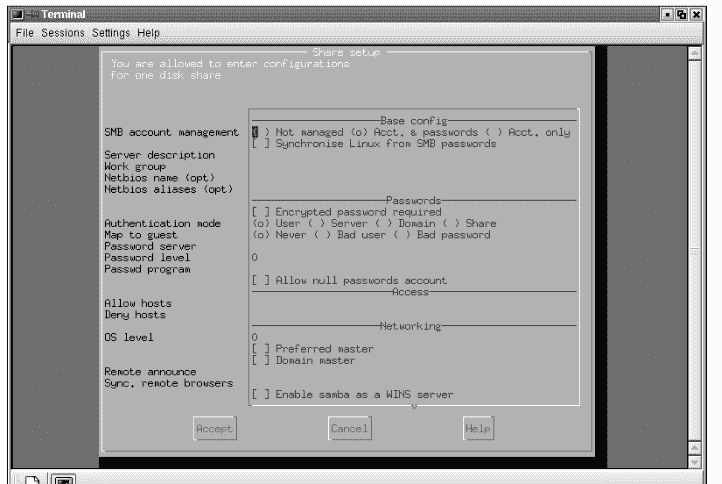 Terminal
File Sessions Settings Help
Share setup
You are allowed to enter configurations
for one disk share
Base config
SMB account management ( ) Not managed (o) Acct. & passwords ( ) Acct. only
[ ] Synchronise Linux from SMB passwords
Server description
Work group
Netbios name (opt)
Netbios aliases (opt)
Passwords
[ ] Encrypted password required
Authentication mode (o) User ( ) Server ( ) Domain ( ) Share
Map to guest (o) Never ( ) Bad user ( ) Bad password
Password server
Password level 0
Passwd program
[ ] Allow null passwords account
Access
Allow hosts
Deny hosts
Networking
OS level 0
[ ] Preferred master
[ ] Domain master
Remote announce
Sync. remote browsers
[ ] Enable samba as a WINS server
Accept Cancel Help